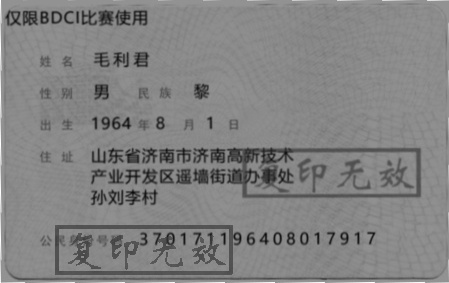 仅限BDCI比赛使用
姓名 毛利君
性别 男 民族 黎
出生 1964 年 8 月 1 日
住址 山东省济南市济南高新技术
产业开发区遥墙街道办事处
孙刘李村
复印无效
公民身份号码 370171196408017917
复印无效